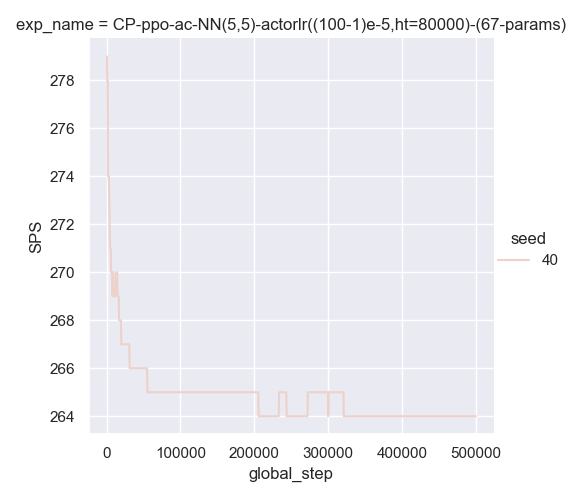 exp_name = CP-ppo-ac-NN(5,5)-actorlr((100-1)e-5,ht=80000)-(67-params)
278
276
274
272
270
268
266
264
SPS
seed
40
0 100000 200000 300000 400000 500000
global_step